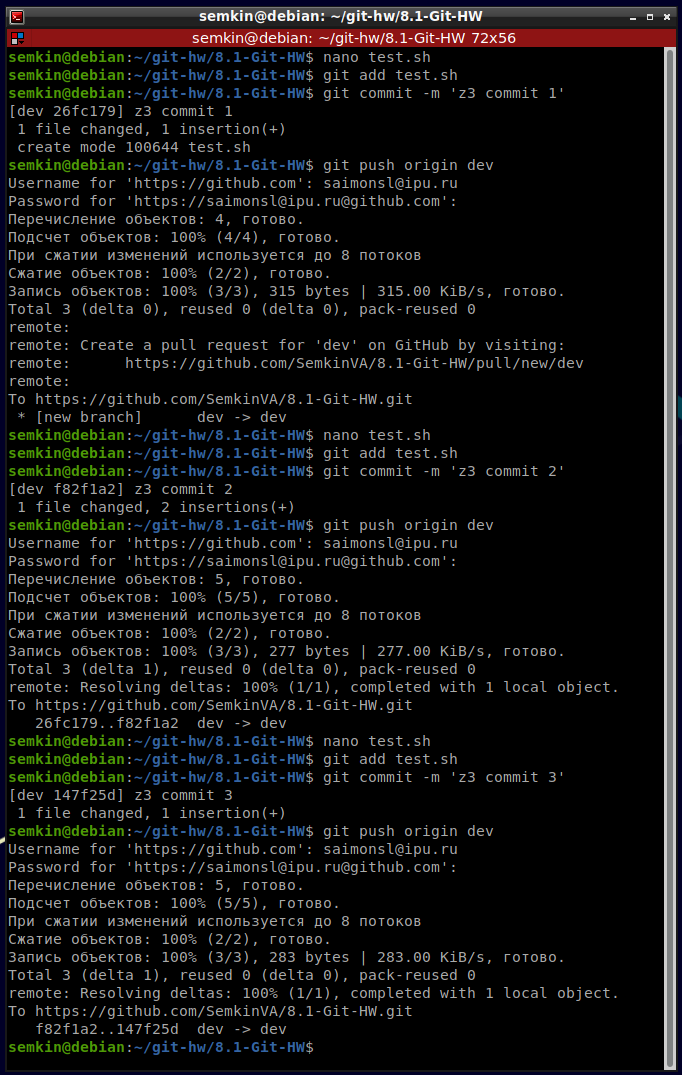 semkin@debian: ~/git-hw/8.1-Git-HW
semkin@debian: ~/git-hw/8.1-Git-HW 72x56
semkin@debian:~/git-hw/8.1-Git-HW$ nano test.sh
semkin@debian:~/git-hw/8.1-Git-HW$ git add test.sh
semkin@debian:~/git-hw/8.1-Git-HW$ git commit -m 'z3 commit 1'
[dev 26fc179] z3 commit 1
 1 file changed, 1 insertion(+)
 create mode 100644 test.sh
semkin@debian:~/git-hw/8.1-Git-HW$ git push origin dev
Username for 'https://github.com': saimonsl@ipu.ru
Password for 'https://saimonsl@ipu.ru@github.com':
Перечисление объектов: 4, готово.
Подсчет объектов: 100% (4/4), готово.
При сжатии изменений используется до 8 потоков
Сжатие объектов: 100% (2/2), готово.
Запись объектов: 100% (3/3), 315 bytes | 315.00 KiB/s, готово.
Total 3 (delta 0), reused 0 (delta 0), pack-reused 0
remote:
remote: Create a pull request for 'dev' on GitHub by visiting:
remote:      https://github.com/SemkinVA/8.1-Git-HW/pull/new/dev
remote:
To https://github.com/SemkinVA/8.1-Git-HW.git
 * [new branch]      dev -> dev
semkin@debian:~/git-hw/8.1-Git-HW$ nano test.sh
semkin@debian:~/git-hw/8.1-Git-HW$ git add test.sh
semkin@debian:~/git-hw/8.1-Git-HW$ git commit -m 'z3 commit 2'
[dev f82f1a2] z3 commit 2
 1 file changed, 2 insertions(+)
semkin@debian:~/git-hw/8.1-Git-HW$ git push origin dev
Username for 'https://github.com': saimonsl@ipu.ru
Password for 'https://saimonsl@ipu.ru@github.com':
Перечисление объектов: 5, готово.
Подсчет объектов: 100% (5/5), готово.
При сжатии изменений используется до 8 потоков
Сжатие объектов: 100% (2/2), готово.
Запись объектов: 100% (3/3), 277 bytes | 277.00 KiB/s, готово.
Total 3 (delta 1), reused 0 (delta 0), pack-reused 0
remote: Resolving deltas: 100% (1/1), completed with 1 local object.
To https://github.com/SemkinVA/8.1-Git-HW.git
   26fc179..f82f1a2  dev -> dev
semkin@debian:~/git-hw/8.1-Git-HW$ nano test.sh
semkin@debian:~/git-hw/8.1-Git-HW$ git add test.sh
semkin@debian:~/git-hw/8.1-Git-HW$ git commit -m 'z3 commit 3'
[dev 147f25d] z3 commit 3
 1 file changed, 1 insertion(+)
semkin@debian:~/git-hw/8.1-Git-HW$ git push origin dev
Username for 'https://github.com': saimonsl@ipu.ru
Password for 'https://saimonsl@ipu.ru@github.com':
Перечисление объектов: 5, готово.
Подсчет объектов: 100% (5/5), готово.
При сжатии изменений используется до 8 потоков
Сжатие объектов: 100% (2/2), готово.
Запись объектов: 100% (3/3), 283 bytes | 283.00 KiB/s, готово.
Total 3 (delta 1), reused 0 (delta 0), pack-reused 0
remote: Resolving deltas: 100% (1/1), completed with 1 local object.
To https://github.com/SemkinVA/8.1-Git-HW.git
   f82f1a2..147f25d  dev -> dev
semkin@debian:~/git-hw/8.1-Git-HW$